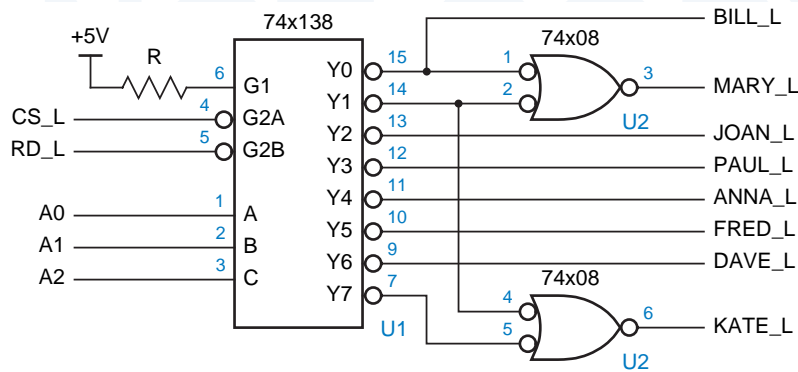 BILL_L
74x138
74x08
+5V
R
15
Y0
1
3
MARY_L
6
G1
14
Y1
2
CS_L
4
G2A
U2
13
Y2
JOAN_L
RD_L
5
G2B
12
Y3
PAUL_L
11
Y4
ANNA_L
A0
1
A
10
Y5
FRED_L
A1
2
B
9
Y6
DAVE_L
A2
3
C
7
Y7
74x08
4
U1
5
6
KATE_L
U2